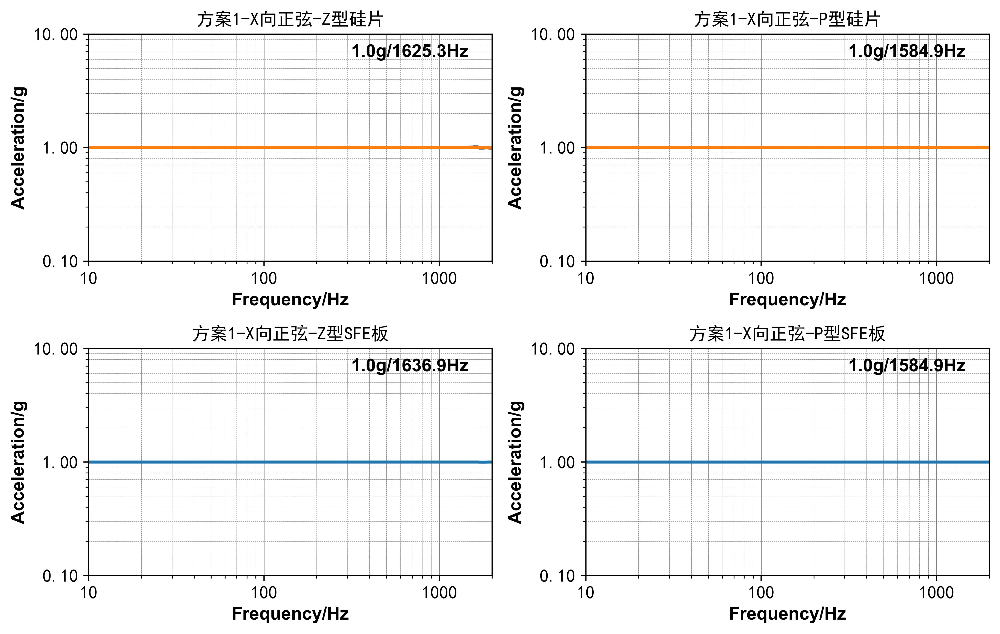 方案1-X向正弦-Z型硅片
10.00
1.0g/1625.3Hz
Acceleration/g
1.00
0.10
10
100
1000
Frequency/Hz
方案1-X向正弦-P型硅片
10.00
1.0g/1584.9Hz
Acceleration/g
1.00
0.10
10
100
1000
Frequency/Hz
方案1-X向正弦-Z型SFE板
10.00
1.0g/1636.9Hz
Acceleration/g
1.00
0.10
10
100
1000
Frequency/Hz
方案1-X向正弦-P型SFE板
10.00
1.0g/1584.9Hz
Acceleration/g
1.00
0.10
10
100
1000
Frequency/Hz